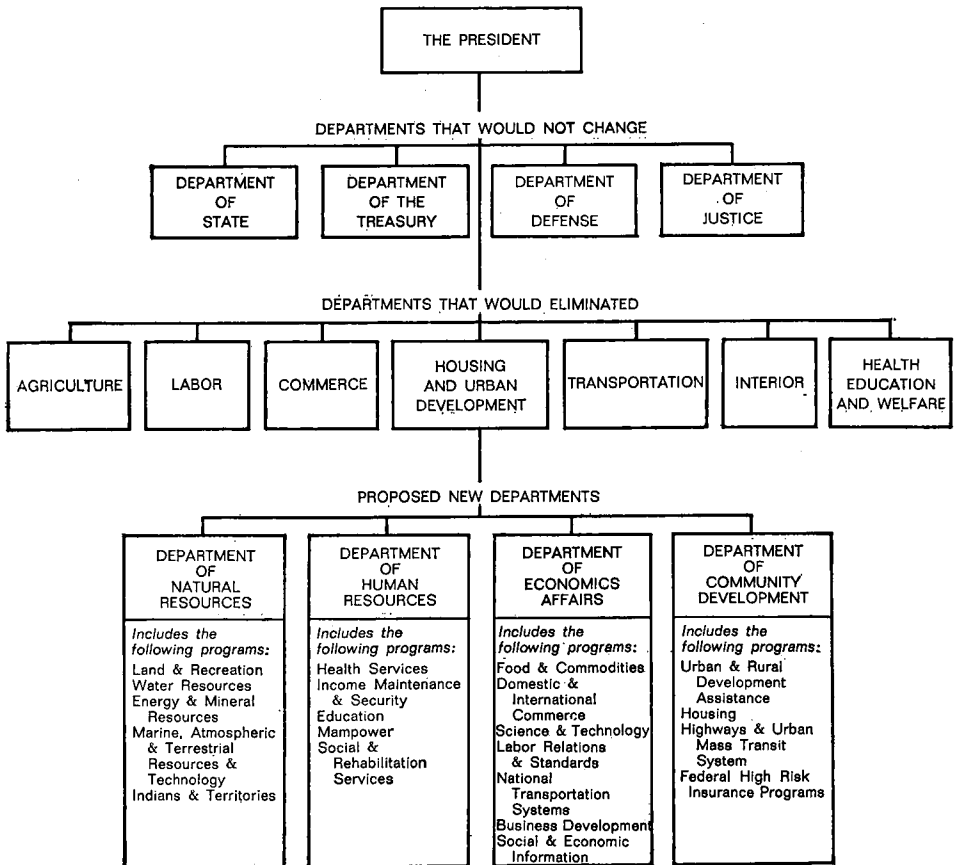 THE PRESIDENT
DEPARTMENTS THAT WOULD NOT CHANGE
DEPARTMENT
OF
STATE
DEPARTMENT
OF THE
TREASURY
DEPARTMENT
OF
DEFENSE
DEPARTMENT
OF
JUSTICE
DEPARTMENTS THAT WOULD ELIMINATED
AGRICULTURE
LABOR
COMMERCE
HOUSING
AND URBAN
DEVELOPMENT
TRANSPORTATION
INTERIOR
HEALTH
EDUCATION
AND WELFARE
PROPOSED NEW DEPARTMENTS
DEPARTMENT
OF
NATURAL
RESOURCES
Includes the
following programs:
Land & Recreation
Water Resources
Energy & Mineral
Resources
Marine, Atmospheric
& Terrestrial
Resources &
Technology
Indians & Territories
DEPARTMENT
OF
HUMAN
RESOURCES
Includes the
following programs:
Health Services
Income Maintenance
& Security
Education
Manpower
Social &
Rehabilitation
Services
DEPARTMENT
OF
ECONOMICS
AFFAIRS
Includes the
following programs:
Food & Commodities
Domestic &
International
Commerce
Science & Technology
Labor Relations
& Standards
National
Transportation
Systems
Business Development
Social & Economic
Information
DEPARTMENT
OF
COMMUNITY
DEVELOPMENT
Includes the
following programs:
Urban & Rural
Development
Assistance
Housing
Highways & Urban
Mass Transit
System
Federal High Risk
Insurance Programs